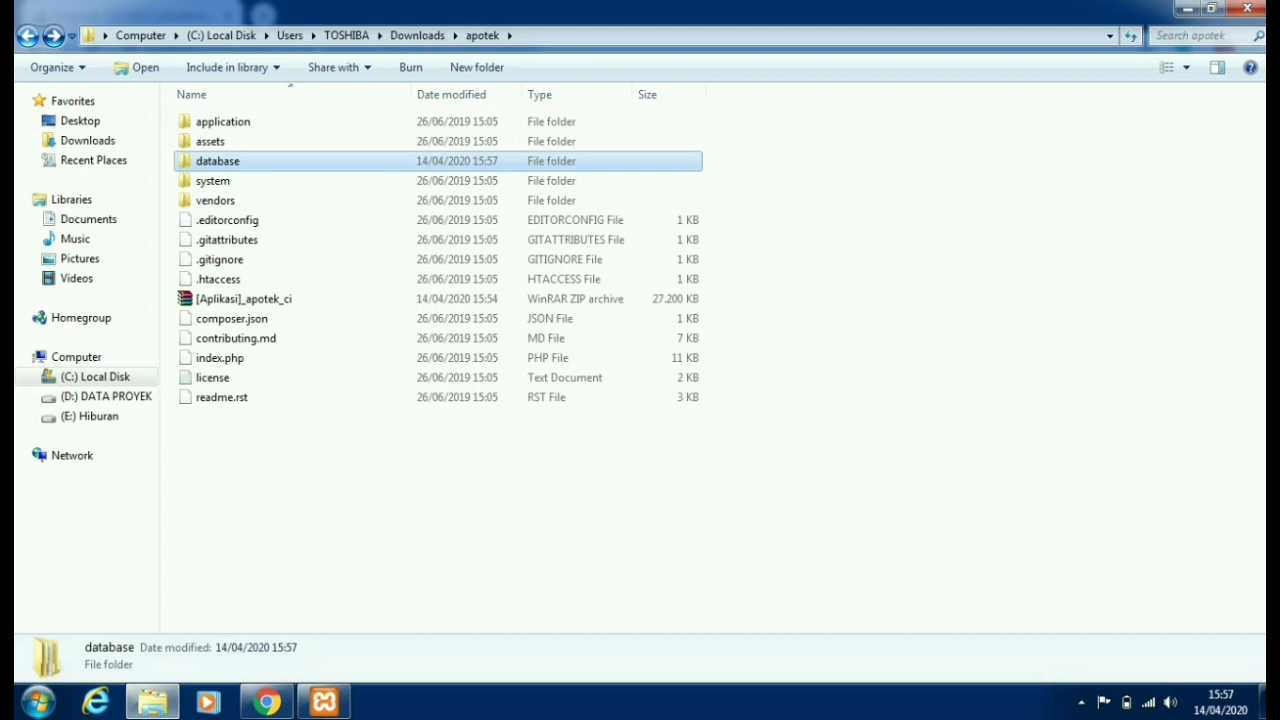 Computer (C:) Local Disk Users TOSHIBA Downloads apotek Search apotek
Organize Open Include in library Share with Burn New folder
Name Date modified Type Size
Favorites
Desktop
Downloads
Recent Places
Libraries
Documents
Music
Pictures
Videos
Homegroup
Computer
(C:) Local Disk
(D:) DATA PROYEK
(E:) Hiburan
Network
application 26/06/2019 15:05 File folder
assets 26/06/2019 15:05 File folder
database 14/04/2020 15:57 File folder
system 26/06/2019 15:05 File folder
vendors 26/06/2019 15:05 File folder
.editorconfig 26/06/2019 15:05 EDITORCONFIG File 1 KB
.gitattributes 26/06/2019 15:05 GITATTRIBUTES File 1 KB
.gitignore 26/06/2019 15:05 GITIGNORE File 1 KB
.htaccess 26/06/2019 15:05 HTACCESS File 1 KB
[Aplikasi]_apotek_ci 14/04/2020 15:54 WinRAR ZIP archive 27.200 KB
composer.json 26/06/2019 15:05 JSON File 1 KB
contributing.md 26/06/2019 15:05 MD File 7 KB
index.php 26/06/2019 15:05 PHP File 11 KB
license 26/06/2019 15:05 Text Document 2 KB
readme.rst 26/06/2019 15:05 RST File 3 KB
database Date modified: 14/04/2020 15:57
File folder
15:57
14/04/2020